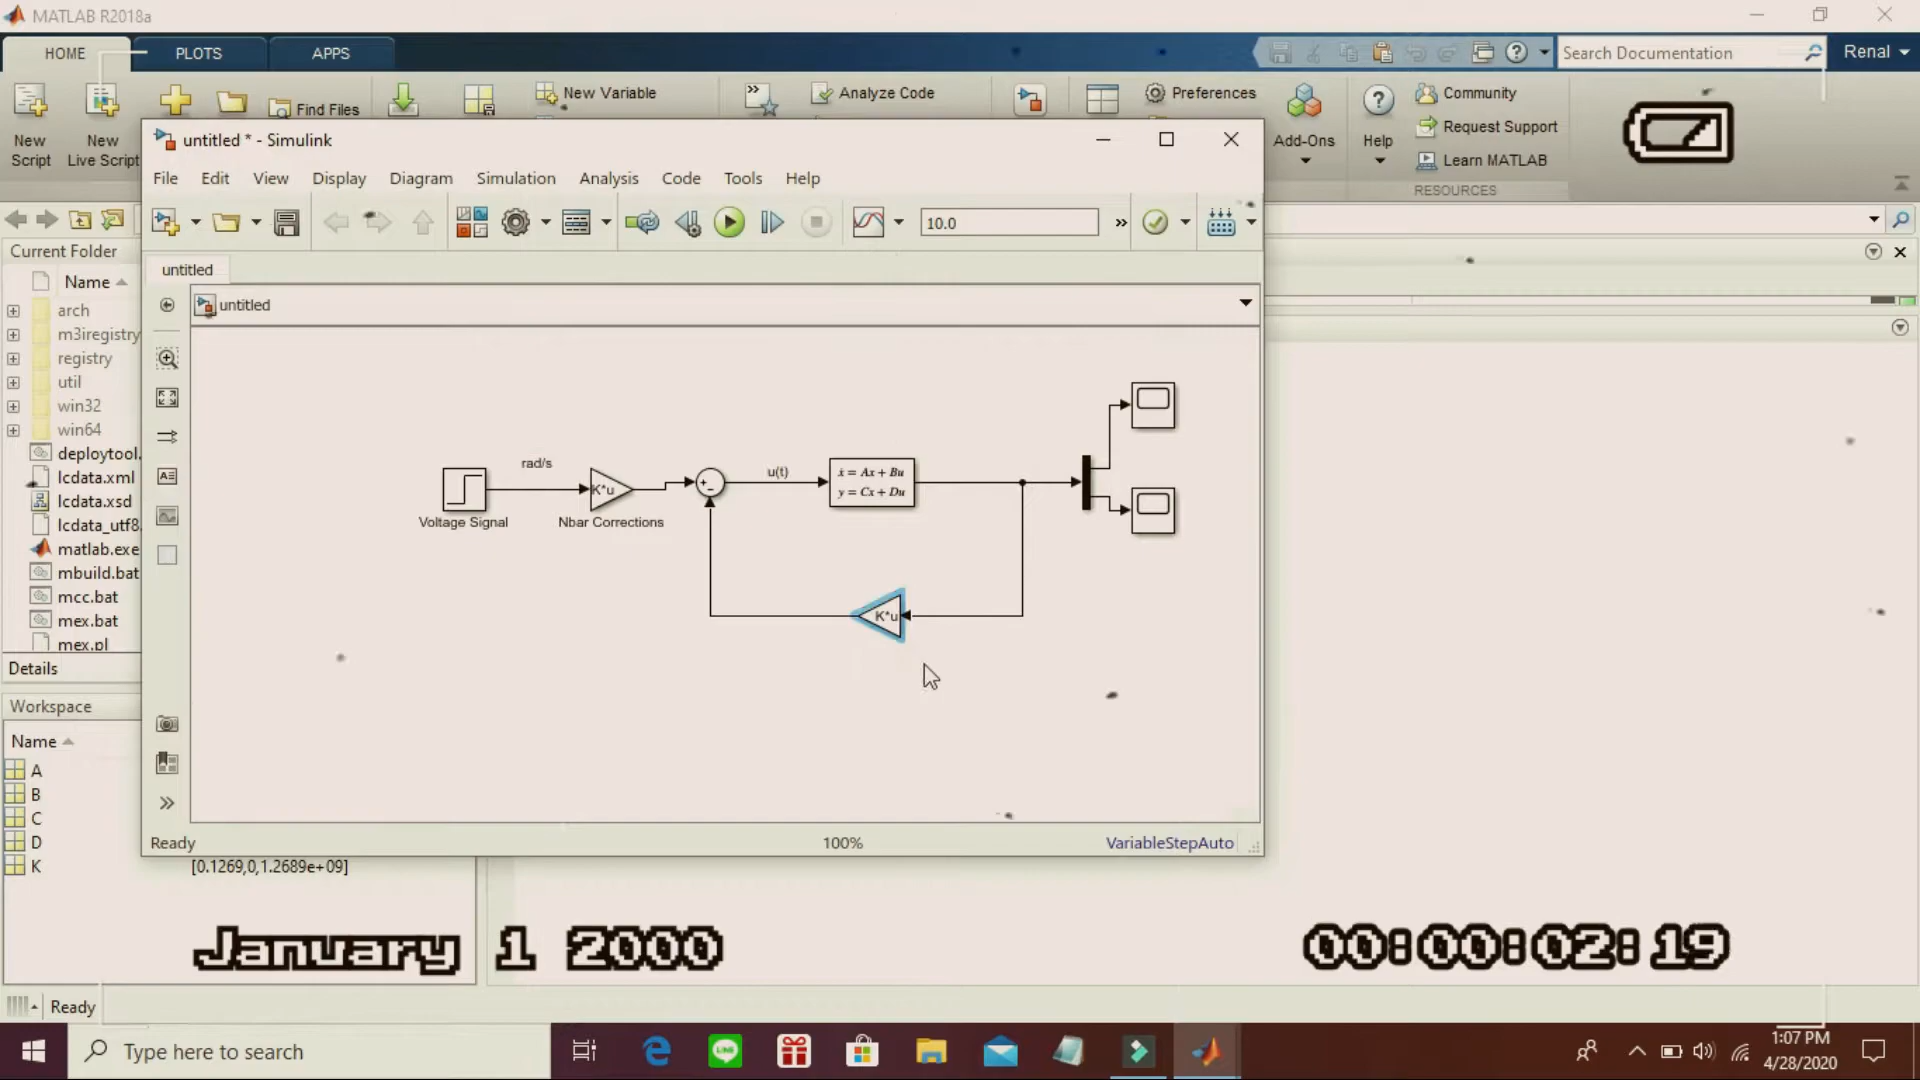 MATLAB R2018a
HOME
PLOTS
APPS
Search Documentation
Renal
New Script
New Live Script
Find Files
New Variable
Analyze Code
Preferences
Add-Ons
Help
Community
Request Support
Learn MATLAB
RESOURCES
untitled * - Simulink
File Edit View Display Diagram Simulation Analysis Code Tools Help
10.0
untitled
untitled
Current Folder
Name
arch
m3iregistry
registry
util
win32
win64
deploytool.
lcdata.xml
lcdata.xsd
lcdata_utf8.
matlab.exe
mbuild.bat
mcc.bat
mex.bat
mex.pl
Details
Workspace
Name
A
B
C
D
K [0.1269,0,1.2689e+09]
rad/s
K*u
+
-
u(t)
ẋ = Ax + Bu
y = Cx + Du
Voltage Signal
Nbar Corrections
K*u
Ready
100%
VariableStepAuto
January 1 2000
00:00:02:19
Ready
Type here to search
LINE
1:07 PM
4/28/2020